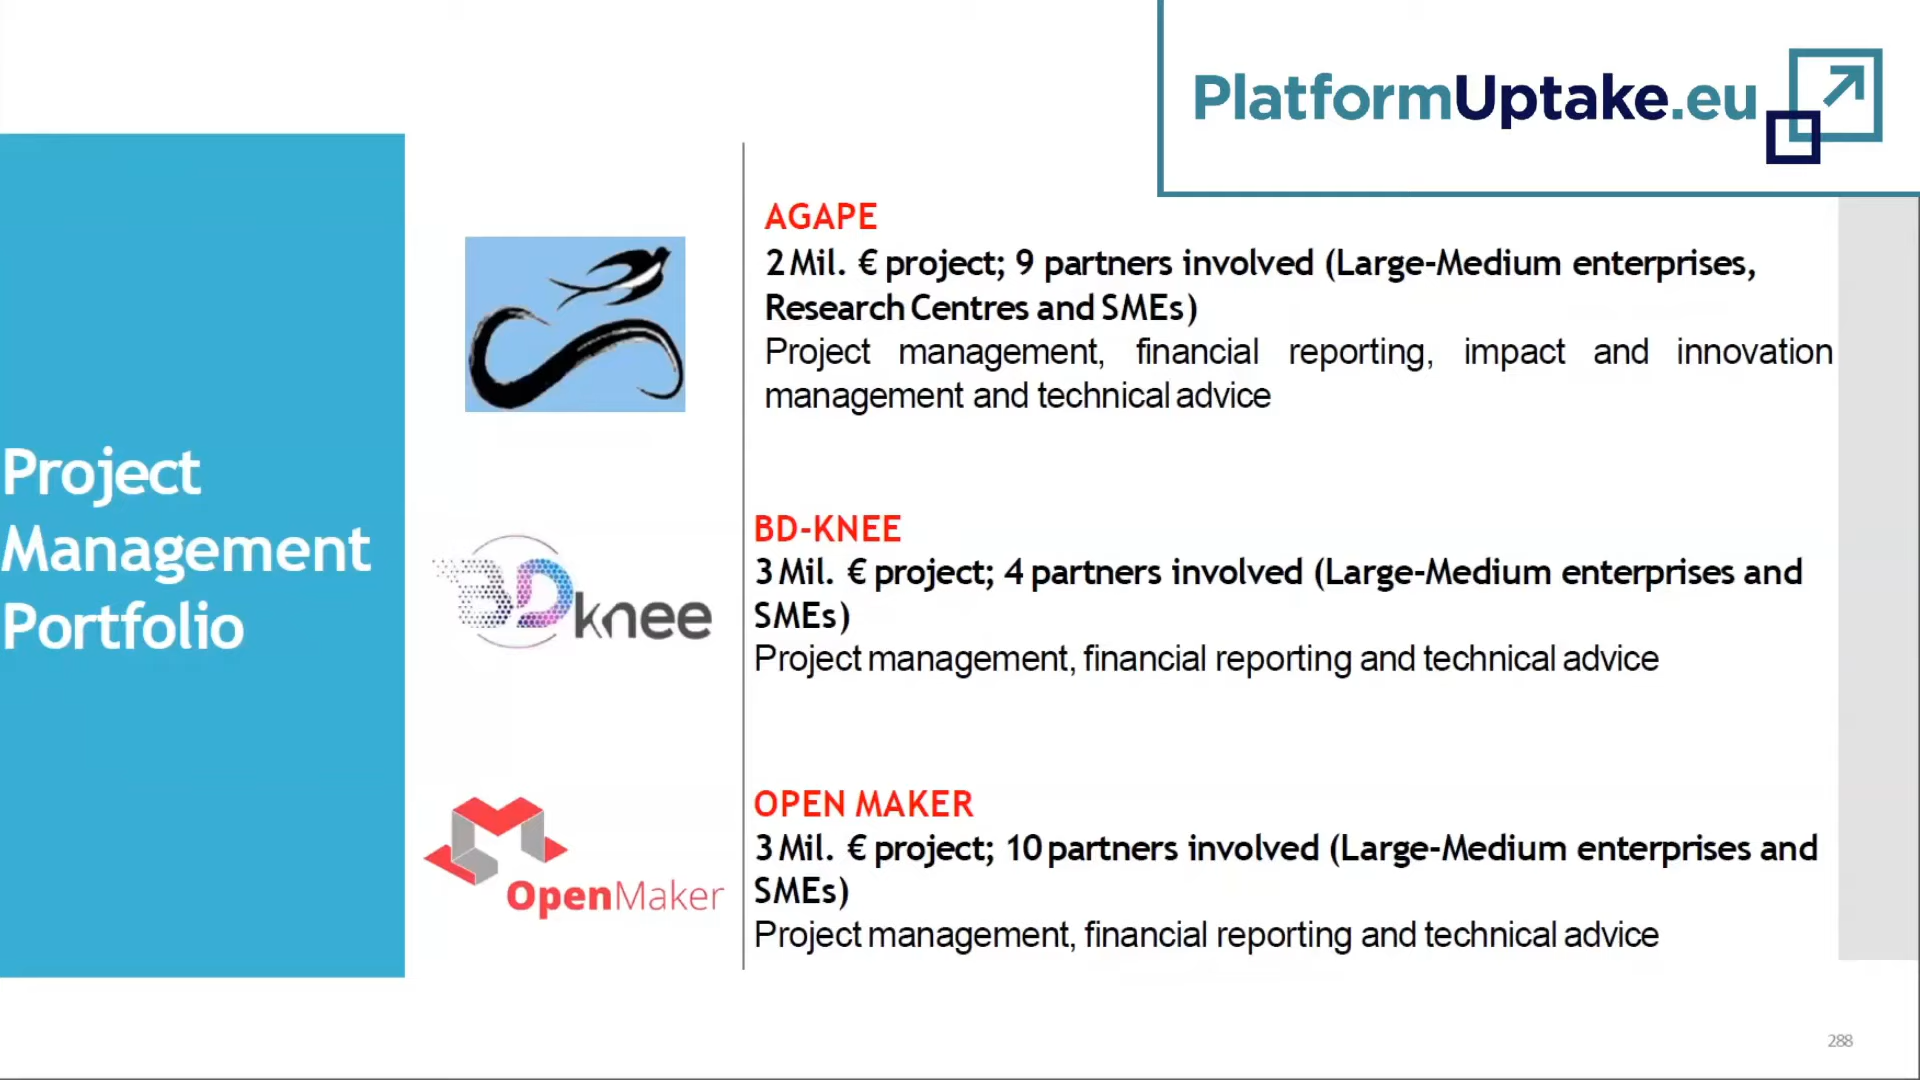 PlatformUptake.eu
Project
Management
Portfolio
AGAPE
2 Mil. € project; 9 partners involved (Large-Medium enterprises,
Research Centres and SMEs)
Project management, financial reporting, impact and innovation
management and technical advice
BDknee
BD-KNEE
3 Mil. € project; 4 partners involved (Large-Medium enterprises and
SMEs)
Project management, financial reporting and technical advice
OpenMaker
OPEN MAKER
3 Mil. € project; 10 partners involved (Large-Medium enterprises and
SMEs)
Project management, financial reporting and technical advice
288